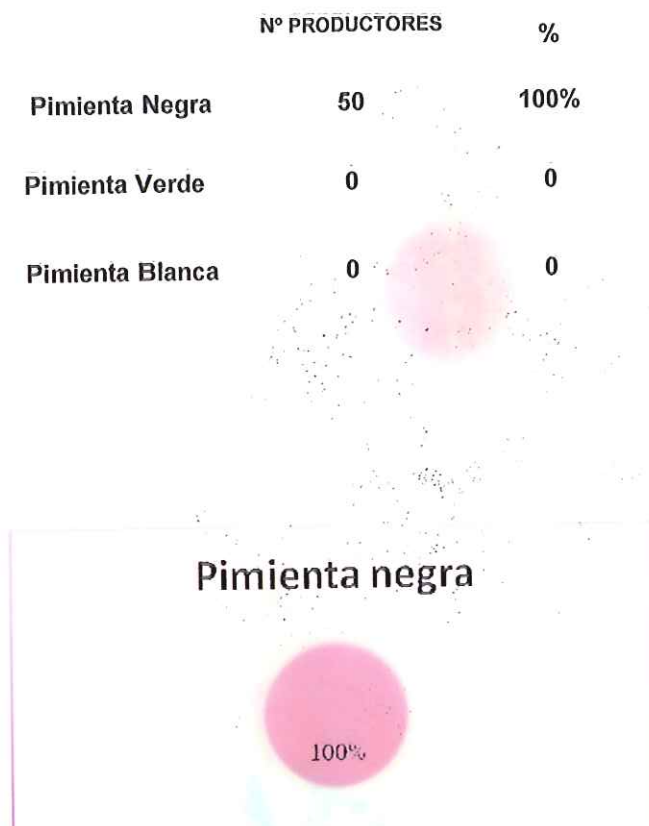 Nº PRODUCTORES %
Pimienta Negra 50 100%
Pimienta Verde 0 0
Pimienta Blanca 0 0
Pimienta negra
100%